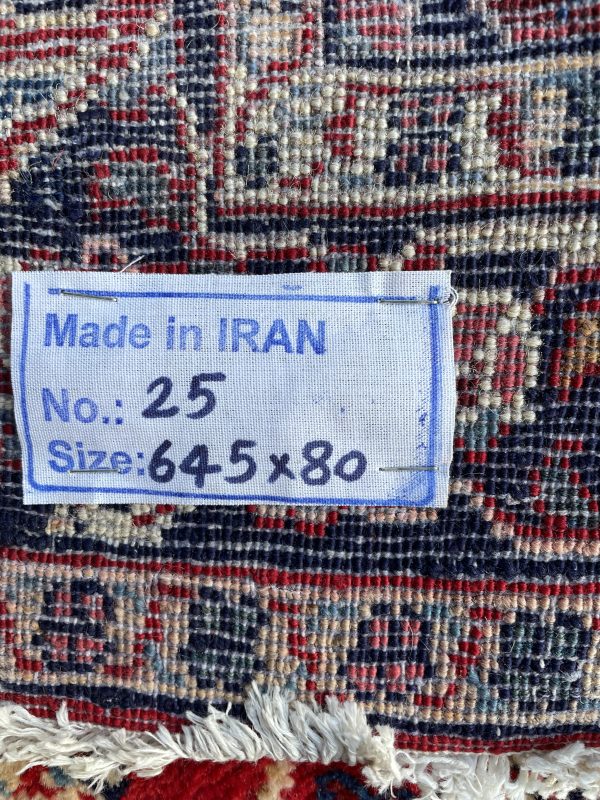 Made in IRAN
No.: 25
Size: 645x80